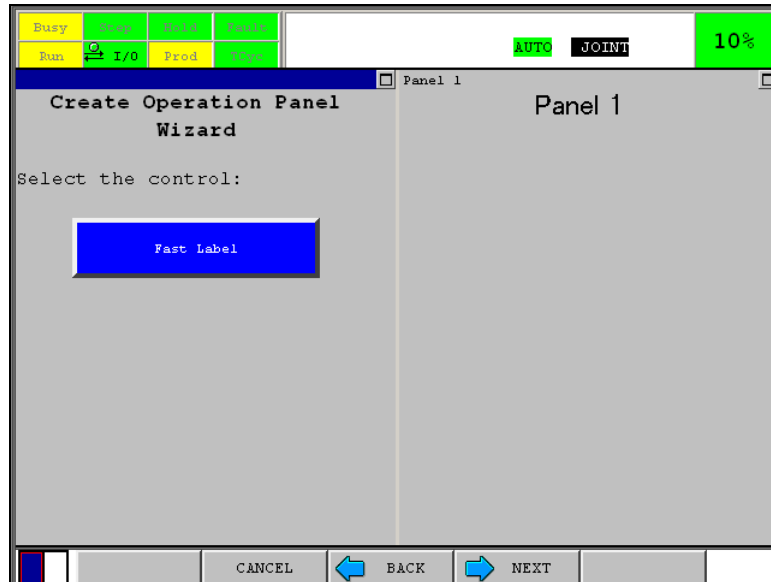 Busy Step Hold Fault
Run I/O Prod TCyc
AUTO JOINT 10%
Panel 1
Create Operation Panel
Wizard
Select the control:
Fast Label
Panel 1
CANCEL BACK NEXT